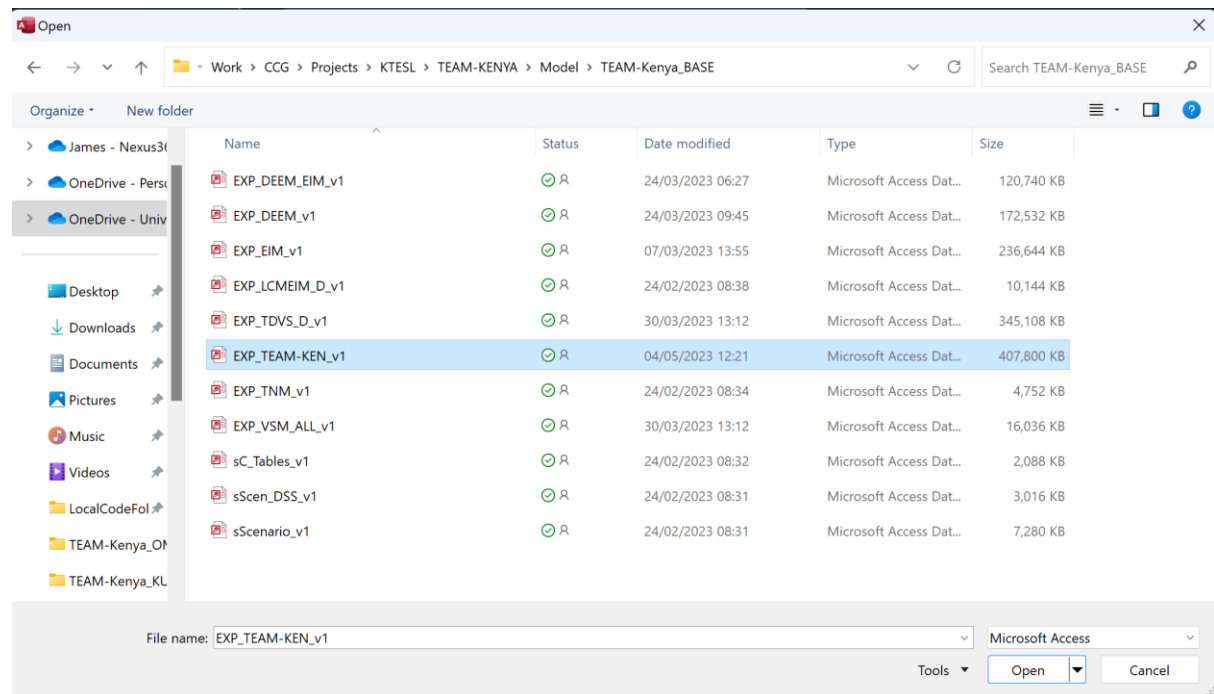 Open
Work > CCG > Projects > KTESL > TEAM-KENYA > Model > TEAM-Kenya_BASE
Search TEAM-Kenya_BASE
Organize New folder
Name Status Date modified Type Size
James - Nexus36
OneDrive - Perso
OneDrive - Univ
Desktop
Downloads
Documents
Pictures
Music
Videos
LocalCodeFol
TEAM-Kenya_ON
TEAM-Kenya_KU
EXP_DEEM_EIM_v1 24/03/2023 06:27 Microsoft Access Dat... 120,740 KB
EXP_DEEM_v1 24/03/2023 09:45 Microsoft Access Dat... 172,532 KB
EXP_EIM_v1 07/03/2023 13:55 Microsoft Access Dat... 236,644 KB
EXP_LCMEIM_D_v1 24/02/2023 08:38 Microsoft Access Dat... 10,144 KB
EXP_TDVS_D_v1 30/03/2023 13:12 Microsoft Access Dat... 345,108 KB
EXP_TEAM-KEN_v1 04/05/2023 12:21 Microsoft Access Dat... 407,800 KB
EXP_TNM_v1 24/02/2023 08:34 Microsoft Access Dat... 4,752 KB
EXP_VSM_ALL_v1 30/03/2023 13:12 Microsoft Access Dat... 16,036 KB
sC_Tables_v1 24/02/2023 08:32 Microsoft Access Dat... 2,088 KB
sScen_DSS_v1 24/02/2023 08:31 Microsoft Access Dat... 3,016 KB
sScenario_v1 24/02/2023 08:31 Microsoft Access Dat... 7,280 KB
File name: EXP_TEAM-KEN_v1 Microsoft Access
Tools Open Cancel